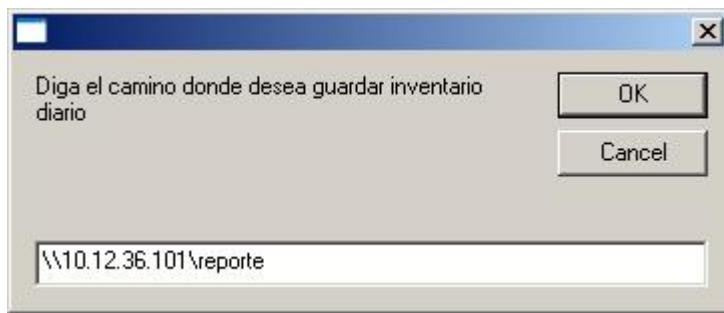 Diga el camino donde desea guardar inventario
diario
OK
Cancel
\\10.12.36.101\reporte